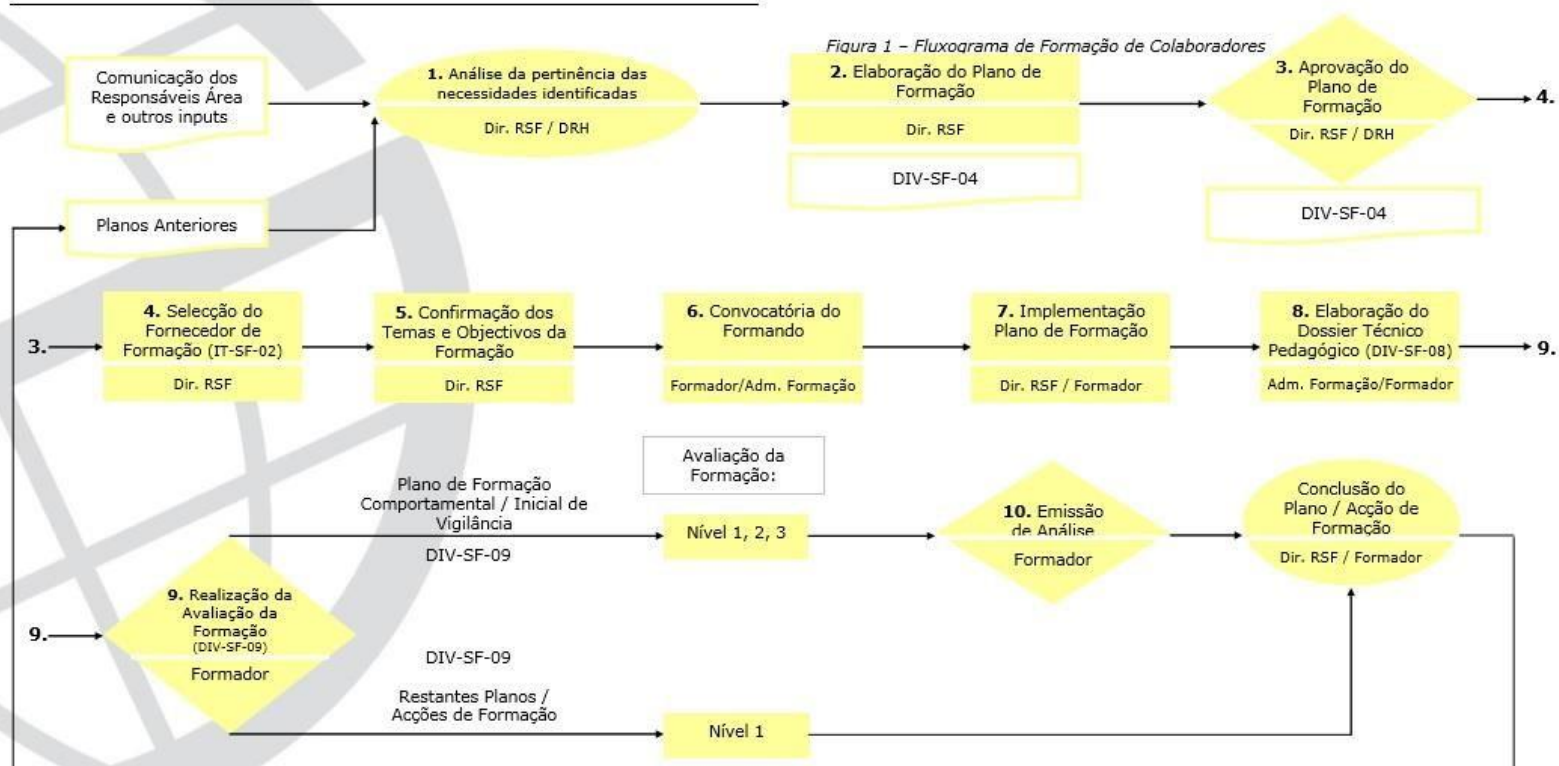 Figura 1 – Fluxograma de Formação de Colaboradores
Comunicação dos
Responsáveis Área
e outros inputs
1. Análise da pertinência das
necessidades identificadas
Dir. RSF / DRH
2. Elaboração do Plano de
Formação
Dir. RSF
DIV-SF-04
3. Aprovação do
Plano de
Formação
Dir. RSF / DRH
4.
DIV-SF-04
Planos Anteriores
3.
4. Selecção do
Fornecedor de
Formação (IT-SF-02)
Dir. RSF
5. Confirmação dos
Temas e Objectivos da
Formação
Dir. RSF
6. Convocatória do
Formando
Formador/Adm. Formação
7. Implementação
Plano de Formação
Dir. RSF / Formador
8. Elaboração do
Dossier Técnico
Pedagógico (DIV-SF-08)
Adm. Formação/Formador
9.
9.
9. Realização da
Avaliação da
Formação
(DIV-SF-09)
Formador
Plano de Formação
Comportamental / Inicial de
Vigilância
DIV-SF-09
Avaliação da
Formação:
Nível 1, 2, 3
10. Emissão
de Análise
Formador
Conclusão do
Plano / Acção de
Formação
Dir. RSF / Formador
DIV-SF-09
Restantes Planos /
Acções de Formação
Nível 1